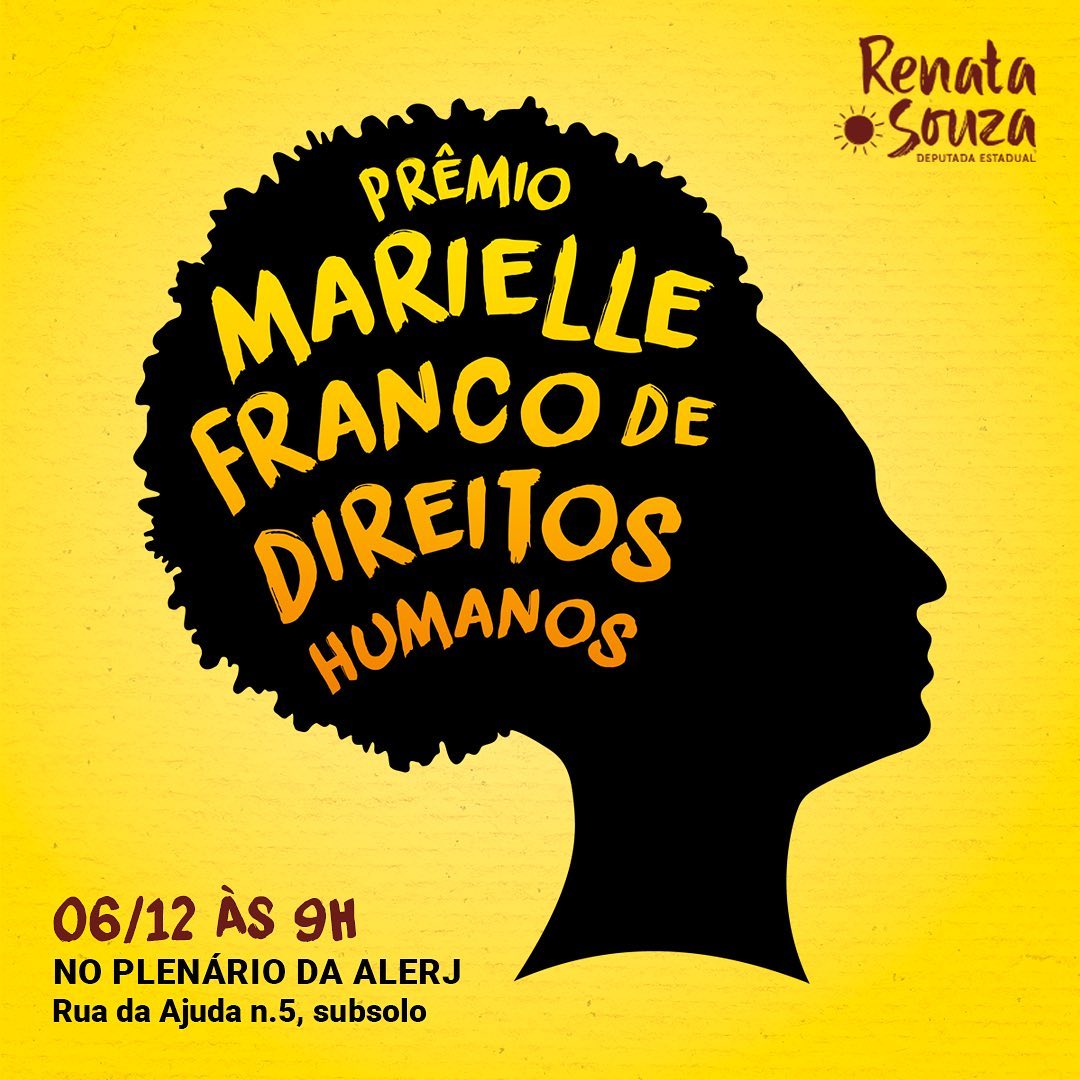 Renata
Souza
DEPUTADA ESTADUAL
PRÊMIO
MARIELLE
FRANCO DE
DIREITOS
HUMANOS
06/12 ÀS 9H
NO PLENÁRIO DA ALERJ
Rua da Ajuda n.5, subsolo